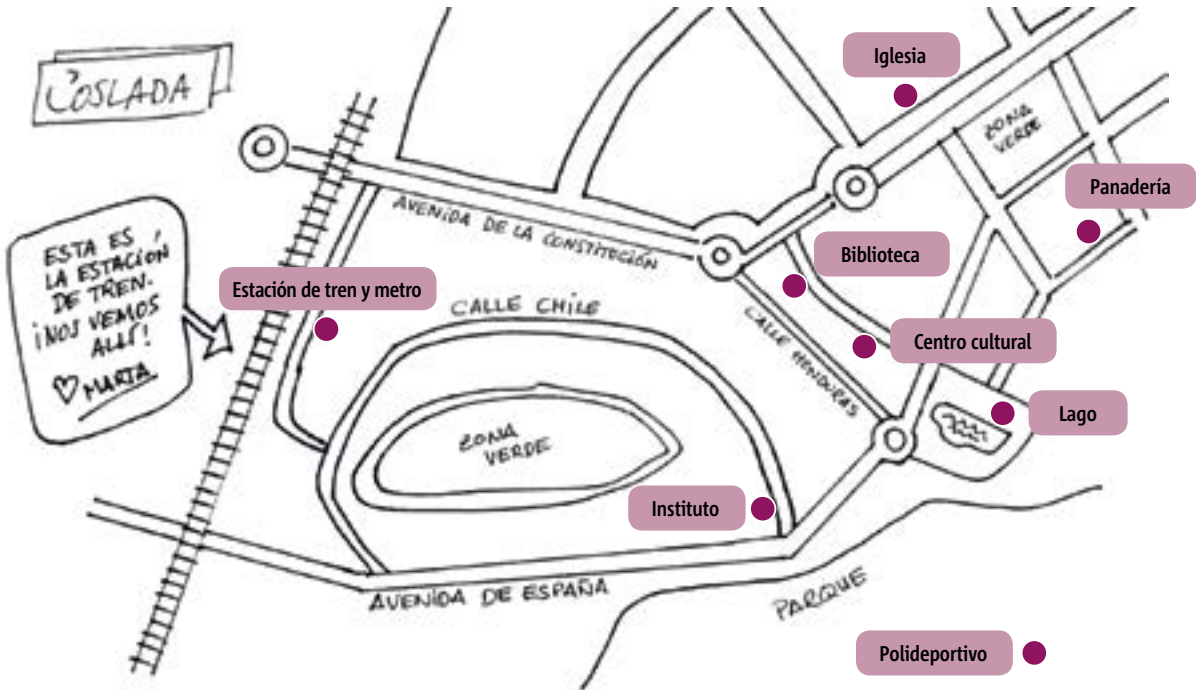 COSLADA
Iglesia
ZONA
VERDE
Panadería
AVENIDA DE LA CONSTITUCIÓN
Biblioteca
ESTA ES
LA ESTACIÓN
DE TREN.
¡NOS VEMOS
ALLÍ!
MARTA
Estación de tren y metro
CALLE CHILE
CALLE HONDURAS
Centro cultural
Lago
ZONA
VERDE
Instituto
AVENIDA DE ESPAÑA
PARQUE
Polideportivo